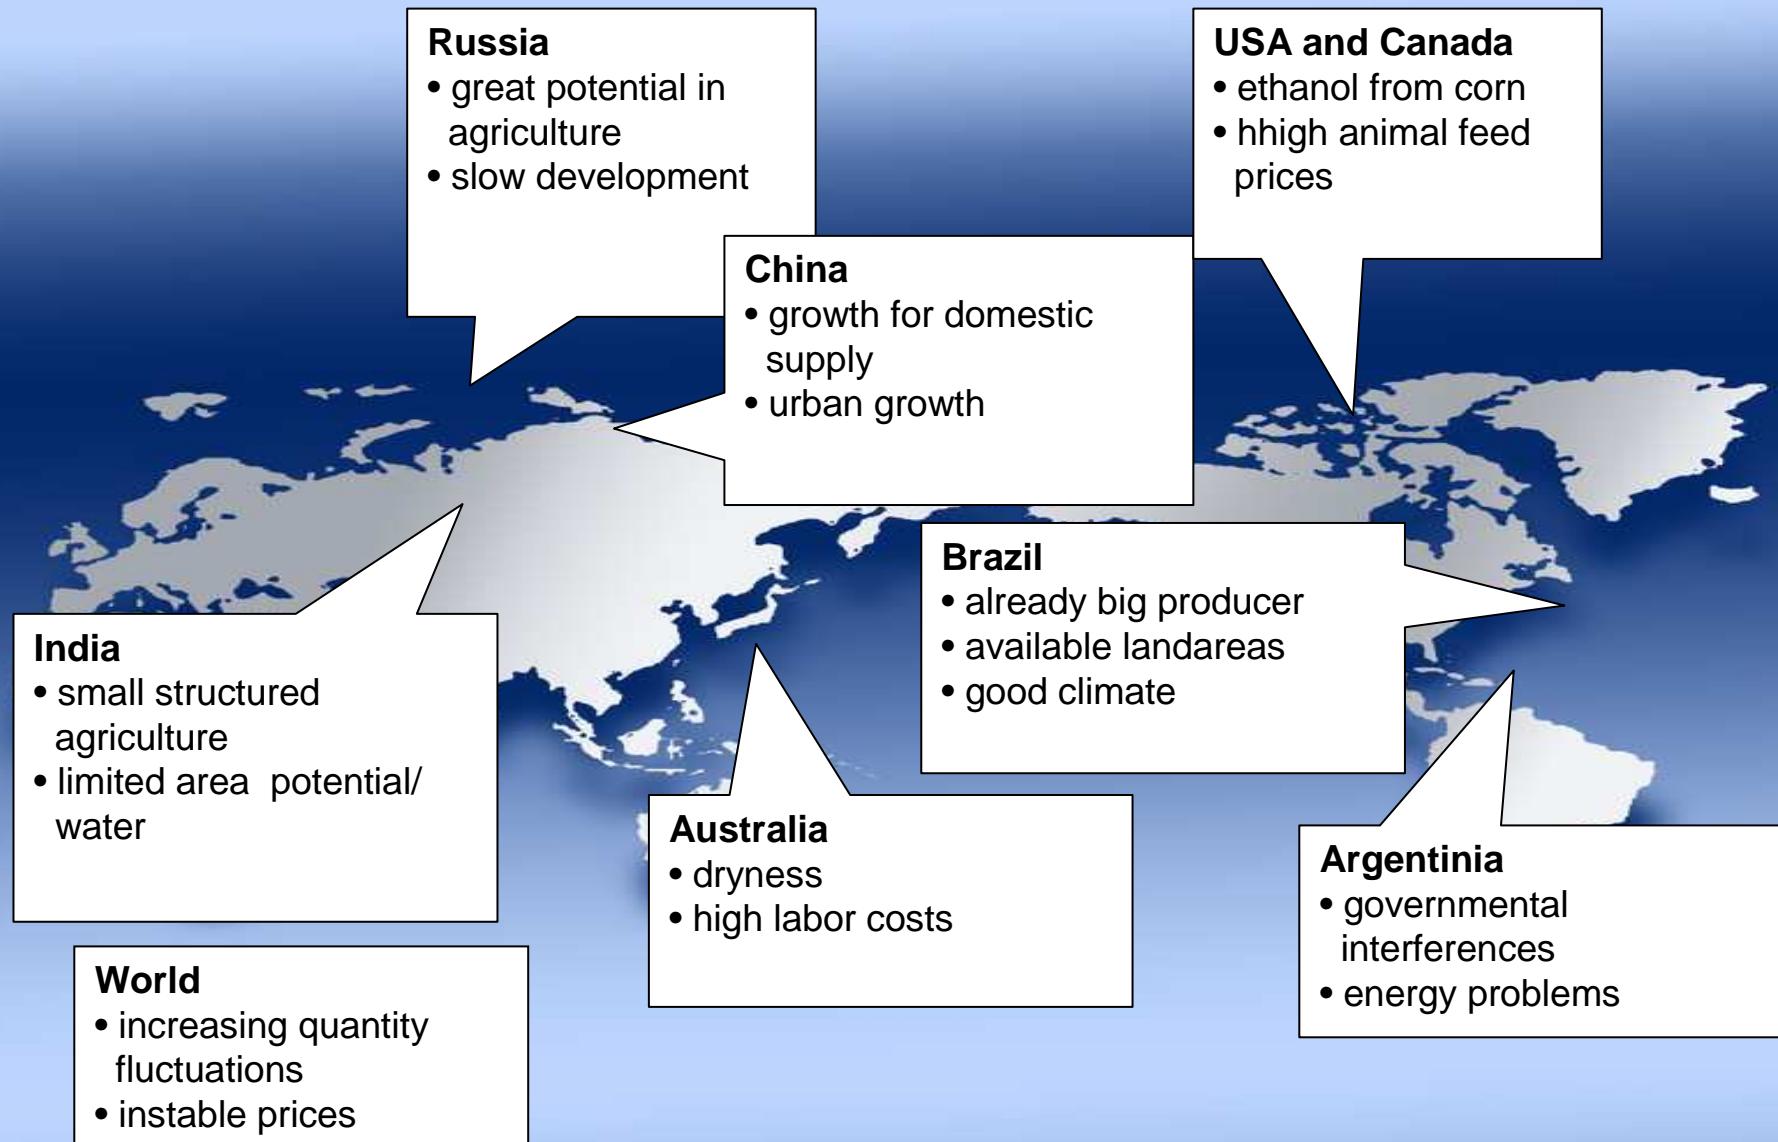 Russia
• great potential in
agriculture
• slow development
USA and Canada
• ethanol from corn
• hhigh animal feed
prices
China
• growth for domestic
supply
• urban growth
Brazil
• already big producer
• available landareas
• good climate
India
• small structured
agriculture
• limited area  potential/
water
Australia
• dryness
• high labor costs
Argentinia
• governmental
interferences
• energy problems
World
• increasing quantity
fluctuations
• instable prices